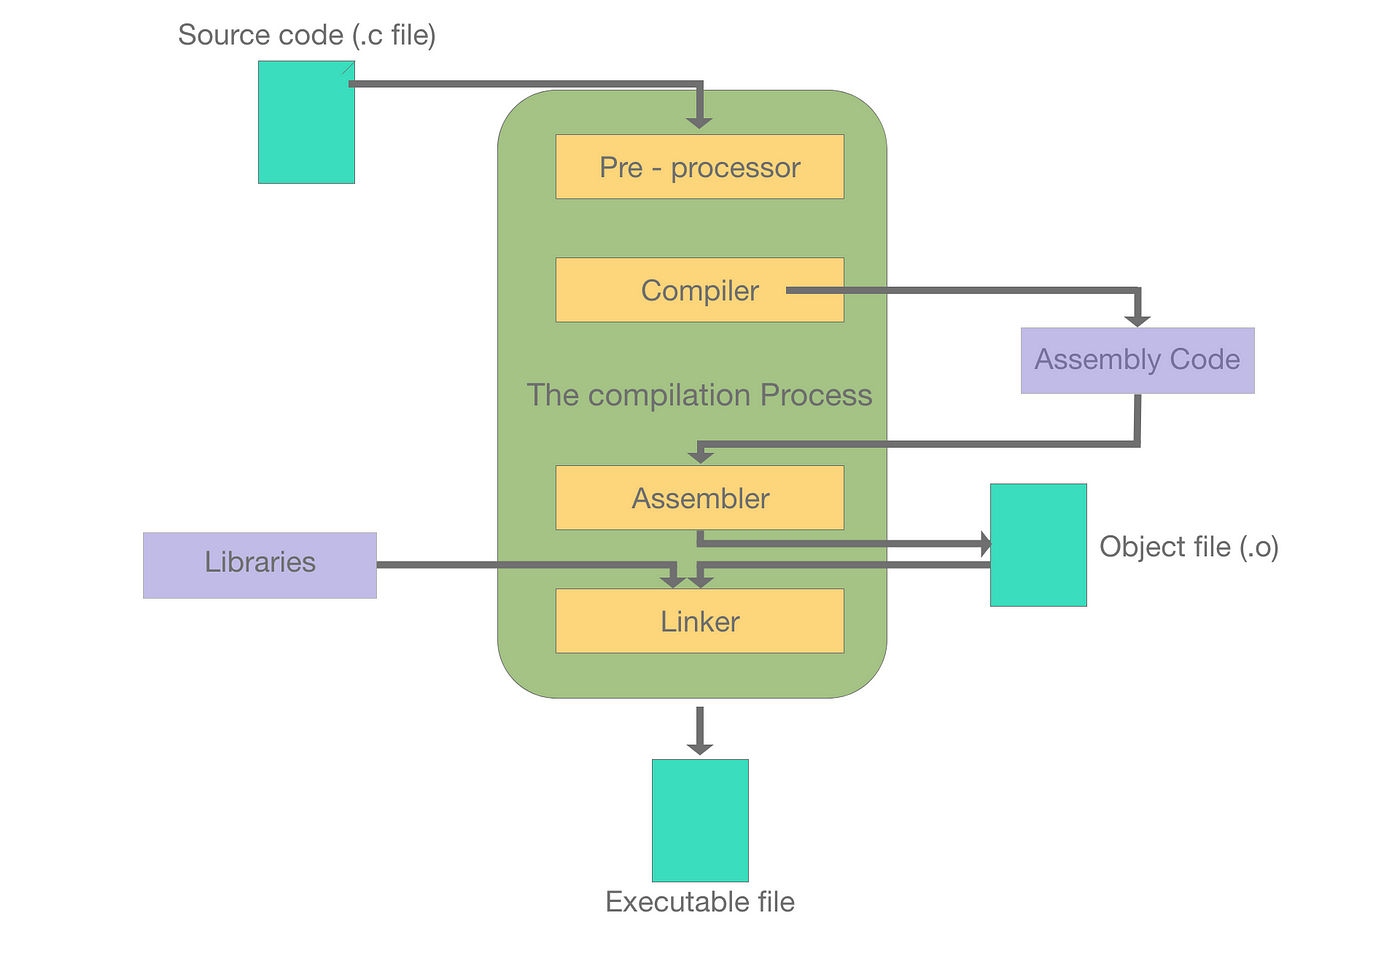 Source code (.c file)
Pre - processor
Compiler
Assembly Code
The compilation Process
Assembler
Object file (.o)
Libraries
Linker
Executable file